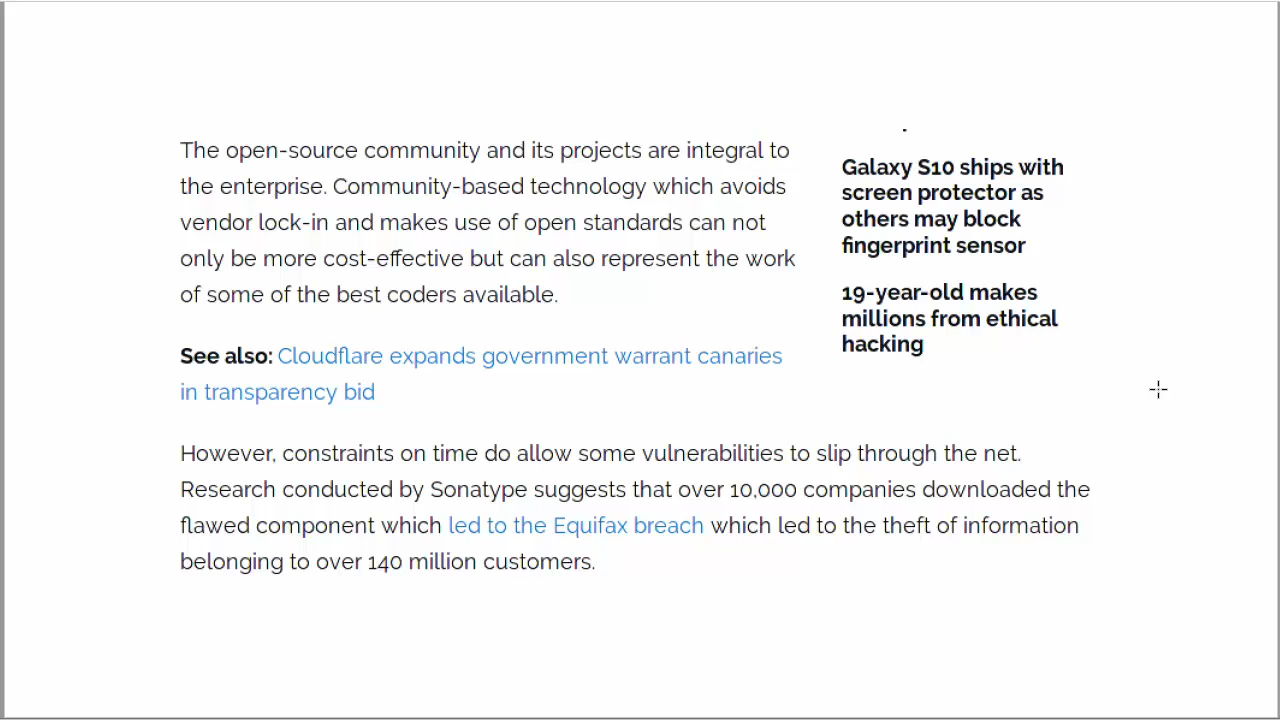 The open-source community and its projects are integral to
the enterprise. Community-based technology which avoids
vendor lock-in and makes use of open standards can not
only be more cost-effective but can also represent the work
of some of the best coders available.
See also: Cloudflare expands government warrant canaries
in transparency bid
Galaxy S10 ships with
screen protector as
others may block
fingerprint sensor
19-year-old makes
millions from ethical
hacking
However, constraints on time do allow some vulnerabilities to slip through the net.
Research conducted by Sonatype suggests that over 10,000 companies downloaded the
flawed component which led to the Equifax breach which led to the theft of information
belonging to over 140 million customers.